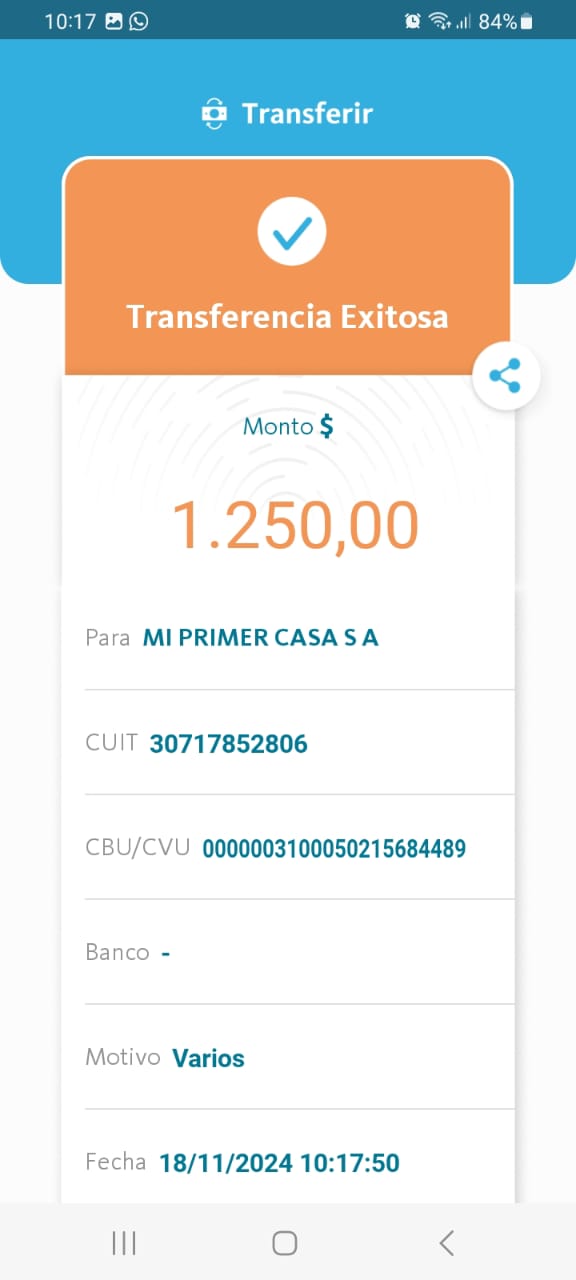 10:17 84%
Transferir
Transferencia Exitosa
Monto $
1.250,00
Para MI PRIMER CASA S A
CUIT 30717852806
CBU/CVU 0000003100050215684489
Banco -
Motivo Varios
Fecha 18/11/2024 10:17:50